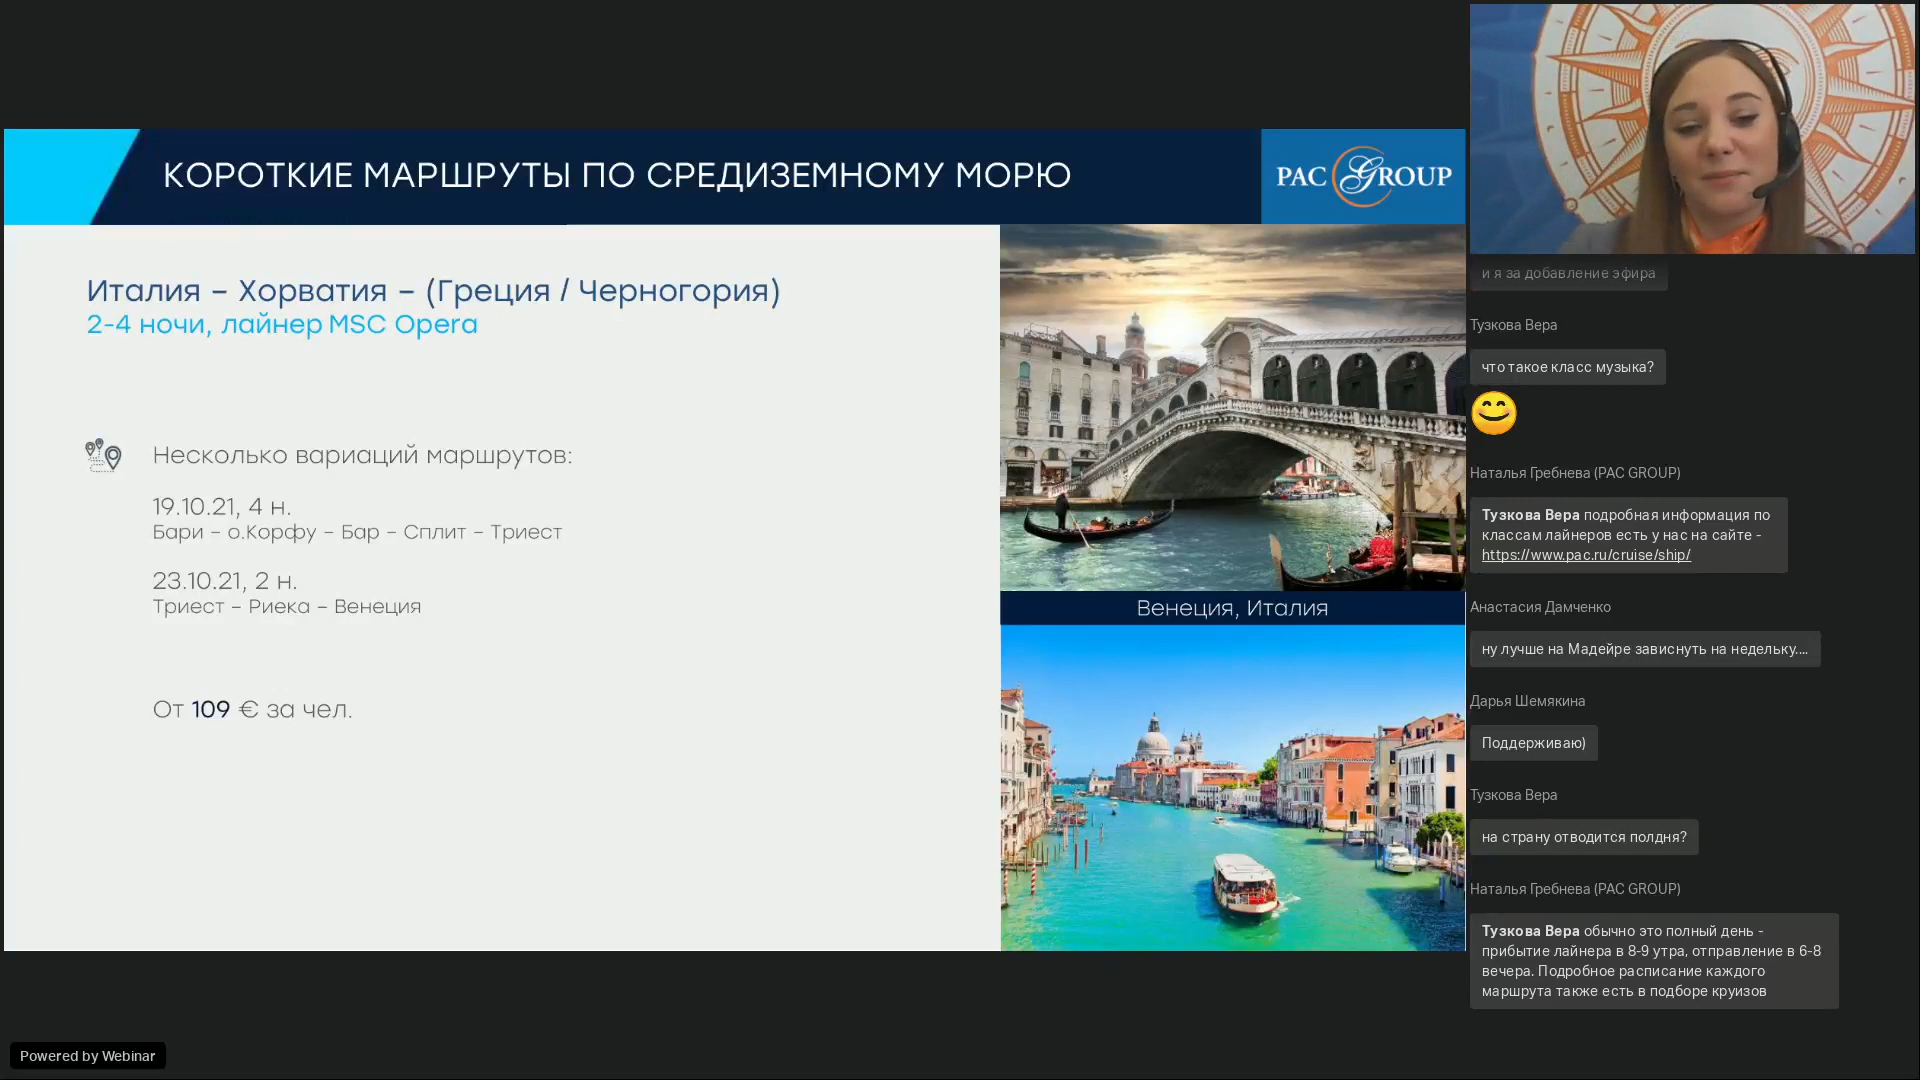 КОРОТКИЕ МАРШРУТЫ ПО СРЕДИЗЕМНОМУ МОРЮ
PAC GROUP
Италия – Хорватия – (Греция / Черногория)
2-4 ночи, лайнер MSC Opera
Несколько вариаций маршрутов:
19.10.21, 4 н.
Бари – о.Корфу – Бар – Сплит – Триест
23.10.21, 2 н.
Триест – Риека – Венеция
От 109 € за чел.
Венеция, Италия
и я за добавление эфира
Тузкова Вера
что такое класс музыка?
Наталья Гребнева (PAC GROUP)
Тузкова Вера подробная информация по
классам лайнеров есть у нас на сайте -
https://www.pac.ru/cruise/ship/
Анастасия Дамченко
ну лучше на Мадейре зависнуть на недельку....
Дарья Шемякина
Поддерживаю)
Тузкова Вера
на страну отводится полдня?
Наталья Гребнева (PAC GROUP)
Тузкова Вера обычно это полный день -
прибытие лайнера в 8-9 утра, отправление в 6-8
вечера. Подробное расписание каждого
маршрута также есть в подборе круизов
Powered by Webinar